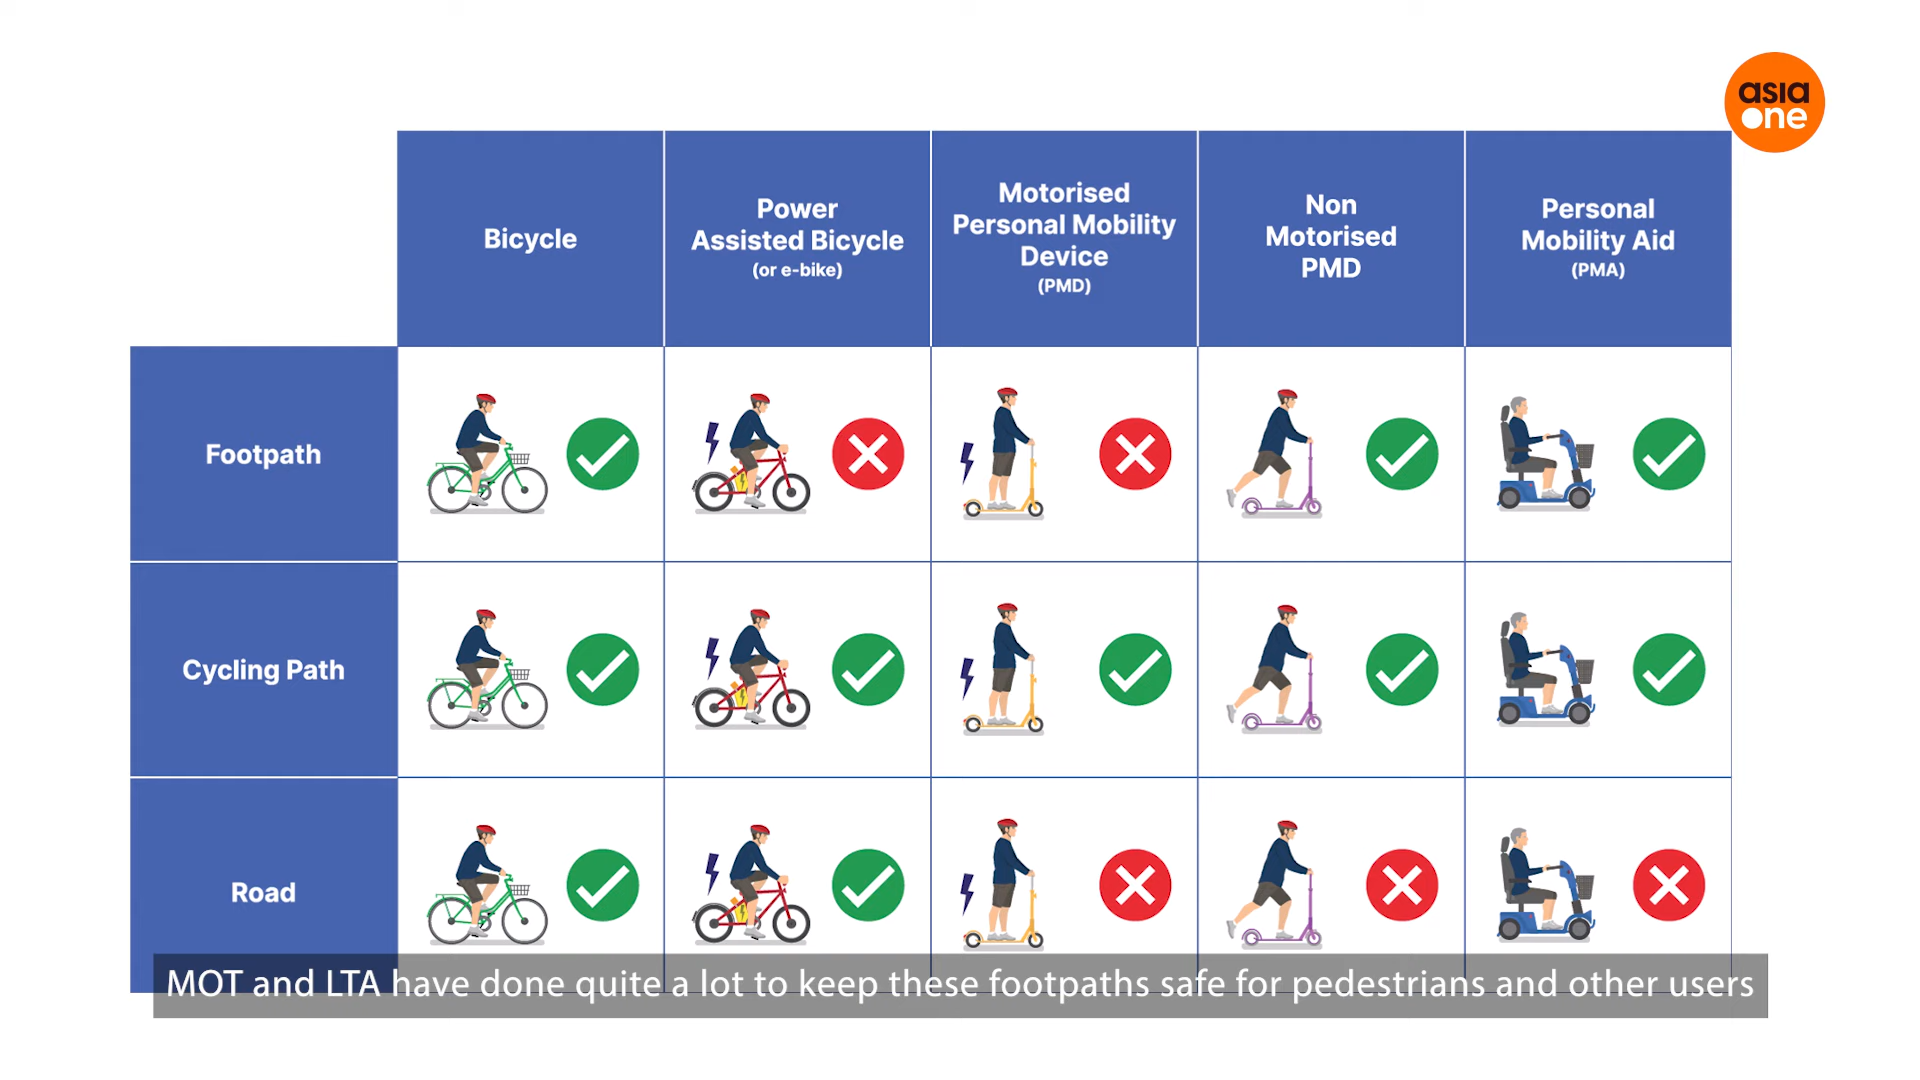 asia
one
Bicycle
Power
Assisted Bicycle
(or e-bike)
Motorised
Personal Mobility
Device
(PMD)
Non
Motorised
PMD
Personal
Mobility Aid
(PMA)
Footpath
Cycling Path
Road
MOT and LTA have done quite a lot to keep these footpaths safe for pedestrians and other users